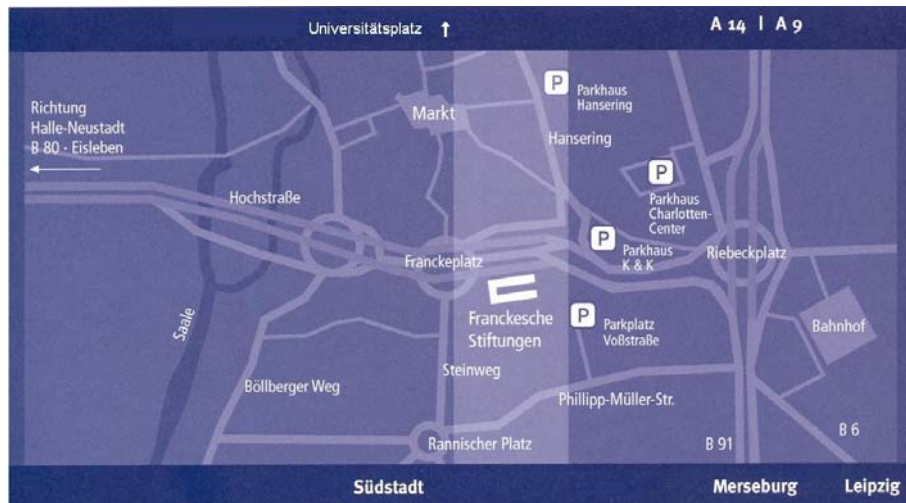 Universitätsplatz ↑
A 14 | A 9
P
Parkhaus
Hansering
Richtung
Halle-Neustadt
B 80 · Eisleben
Markt
Hansering
P
Parkhaus
Charlotten-
Center
Hochstraße
P
Parkhaus
K & K
Riebeckplatz
Franckeplatz
Franckesche
Stiftungen
P
Parkplatz
Voßstraße
Bahnhof
Saale
Steinweg
Böllberger Weg
Phillipp-Müller-Str.
Rannischer Platz
B 91
B 6
Südstadt
Merseburg
Leipzig